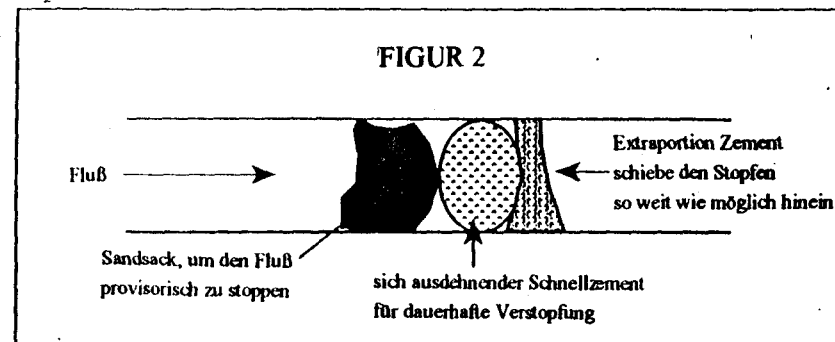 FIGUR 2
Fluß
Extraportion Zement
schiebe den Stopfen
so weit wie möglich hinein
Sandsack, um den Fluß
provisorisch zu stoppen
sich ausdehnender Schnellzement
für dauerhafte Verstopfung